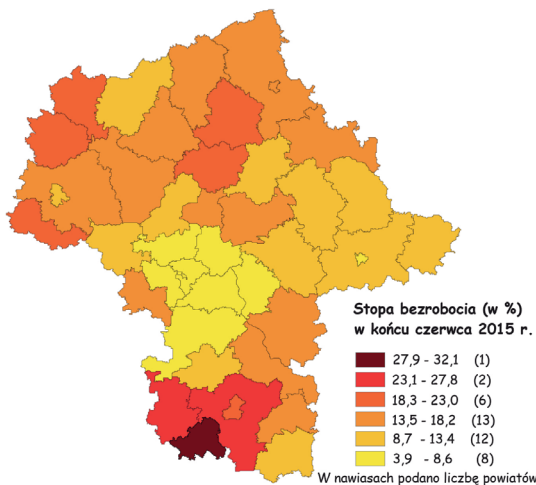 Stopa bezrobocia (w %)
w końcu czerwca 2015 r.
27,9 - 32,1 (1)
23,1 - 27,8 (2)
18,3 - 23,0 (6)
13,5 - 18,2 (13)
8,7 - 13,4 (12)
3,9 - 8,6 (8)
W nawiasach podano liczbę powiatów